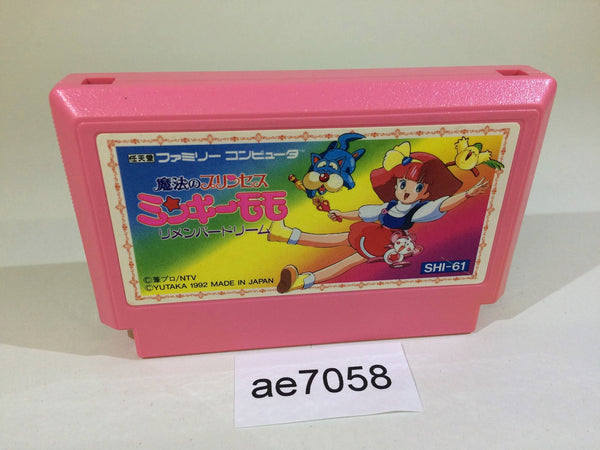 任天堂 ファミリー コンピュータ™
魔法のプリンセス
ミンキーモモ
リメンバードリーム
©葦プロ/NTV
©YUTAKA 1992 MADE IN JAPAN
SHI-61
ae7058